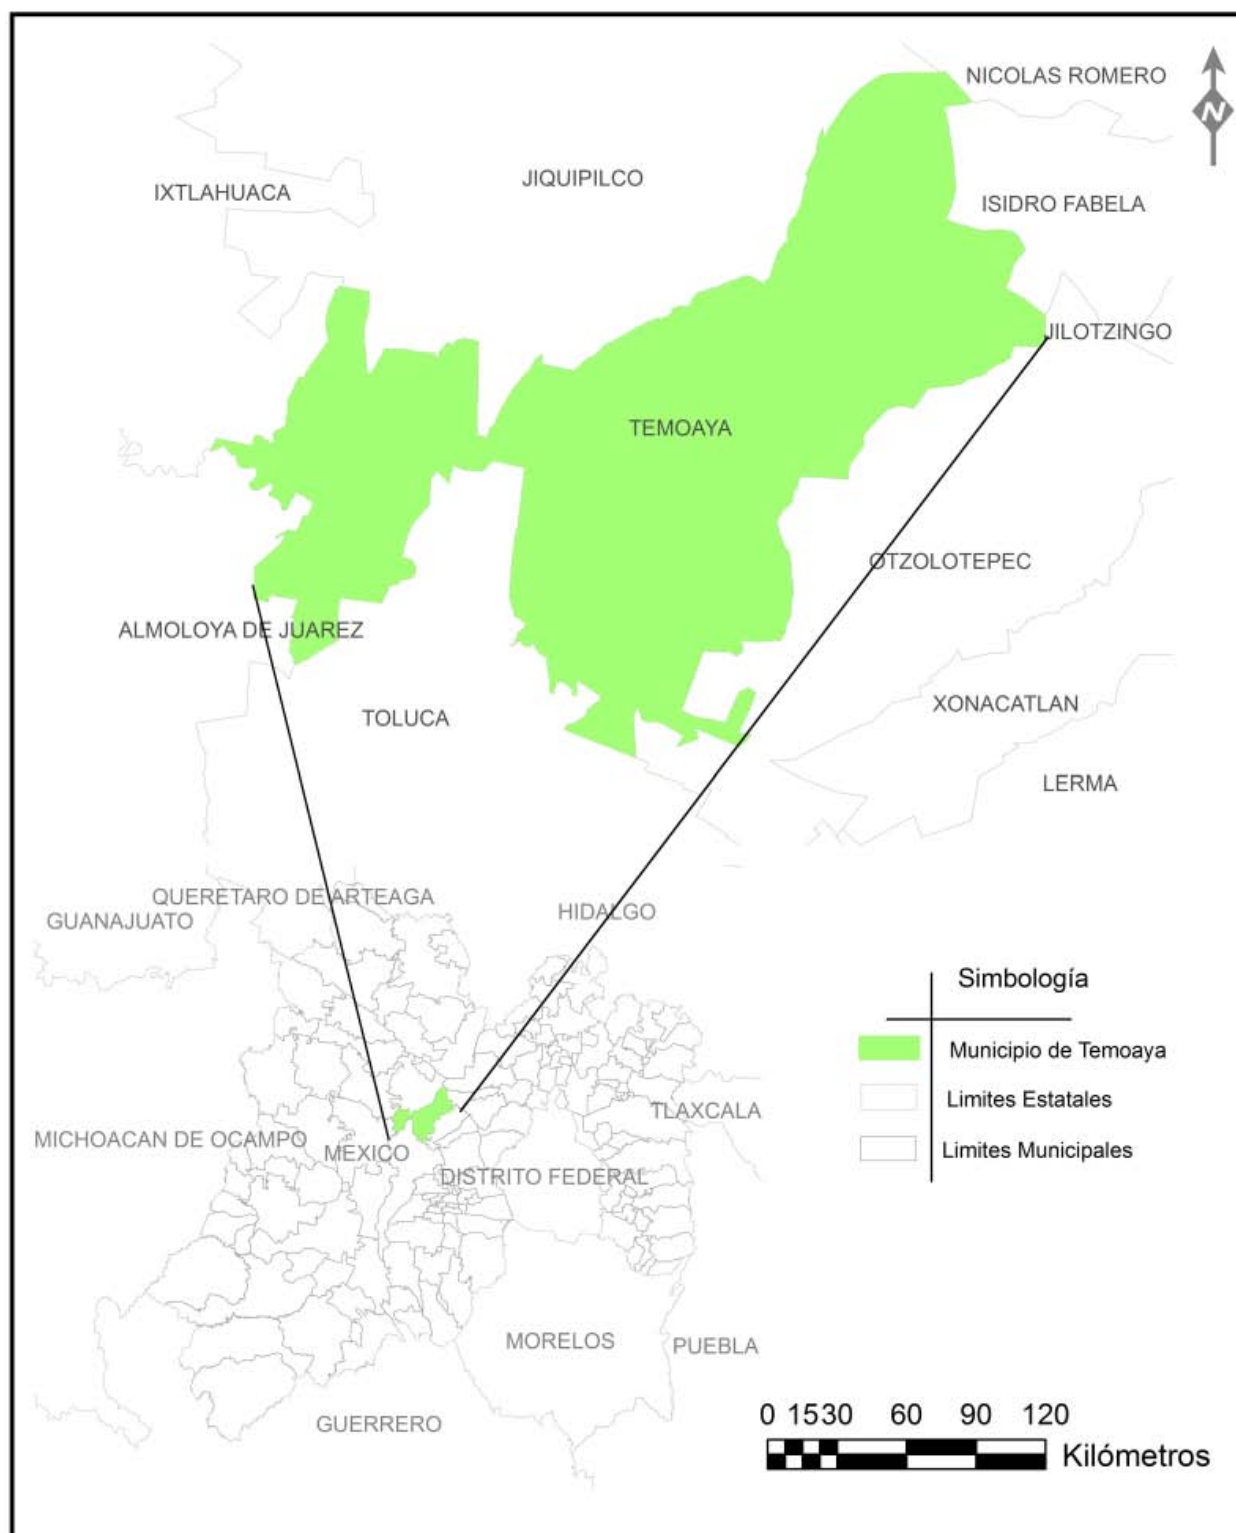 NICOLAS ROMERO
N
JIQUIPILCO
IXTLAHUACA
ISIDRO FABELA
JILOTZINGO
TEMOAYA
OTZOLOTEPEC
ALMOLOYA DE JUAREZ
XONACATLAN
TOLUCA
LERMA
QUERETARO DE ARTEAGA
HIDALGO
GUANAJUATO
Simbología
Municipio de Temoaya
Limites Estatales
TLAXCALA
MICHOACAN DE OCAMPO
MEXICO
Limites Municipales
DISTRITO FEDERAL
MORELOS
PUEBLA
GUERRERO
0 15 30 60 90 120
Kilómetros